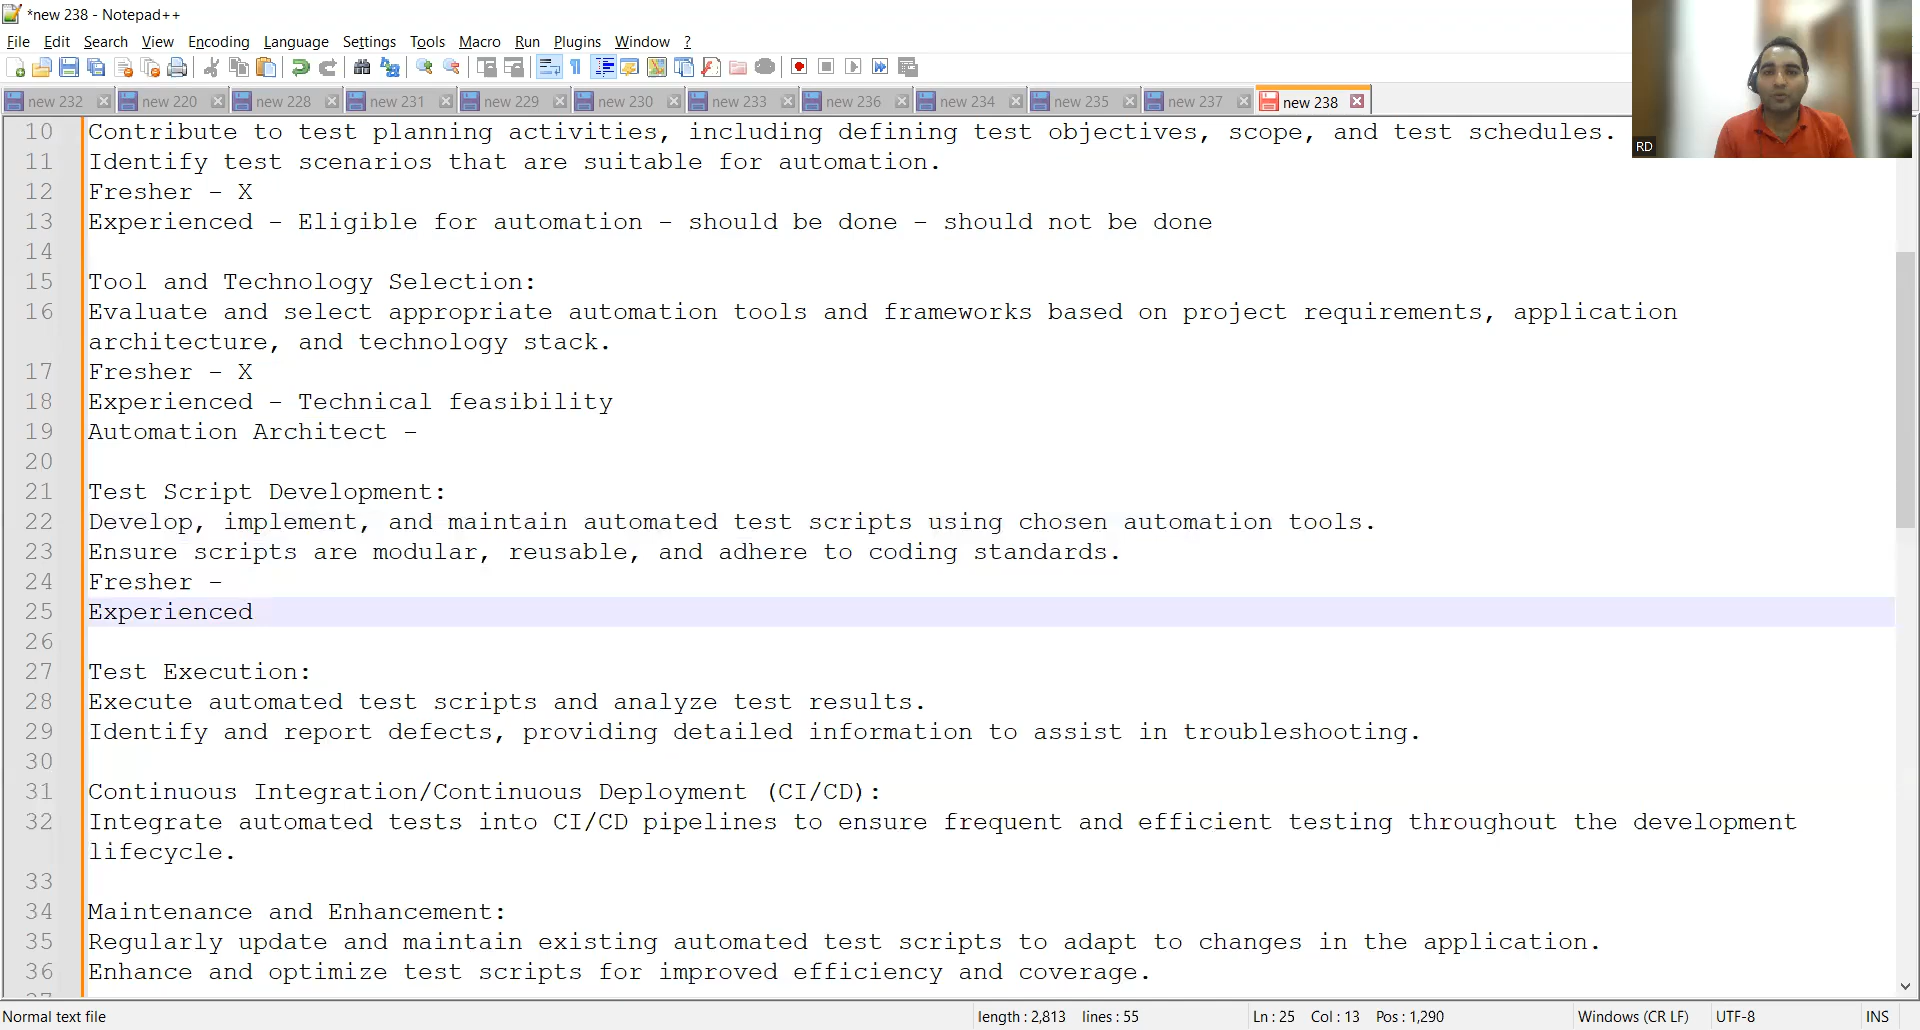 *new 238 - Notepad++
File Edit Search View Encoding Language Settings Tools Macro Run Plugins Window ?
new 232 new 220 new 228 new 231 new 229 new 230 new 233 new 236 new 234 new 235 new 237 new 238
RD
10 Contribute to test planning activities, including defining test objectives, scope, and test schedules.
11 Identify test scenarios that are suitable for automation.
12 Fresher - X
13 Experienced - Eligible for automation - should be done - should not be done
14
15 Tool and Technology Selection:
16 Evaluate and select appropriate automation tools and frameworks based on project requirements, application
architecture, and technology stack.
17 Fresher - X
18 Experienced - Technical feasibility
19 Automation Architect -
20
21 Test Script Development:
22 Develop, implement, and maintain automated test scripts using chosen automation tools.
23 Ensure scripts are modular, reusable, and adhere to coding standards.
24 Fresher -
25 Experienced
26
27 Test Execution:
28 Execute automated test scripts and analyze test results.
29 Identify and report defects, providing detailed information to assist in troubleshooting.
30
31 Continuous Integration/Continuous Deployment (CI/CD):
32 Integrate automated tests into CI/CD pipelines to ensure frequent and efficient testing throughout the development
lifecycle.
33
34 Maintenance and Enhancement:
35 Regularly update and maintain existing automated test scripts to adapt to changes in the application.
36 Enhance and optimize test scripts for improved efficiency and coverage.
Normal text file length : 2,813 lines : 55 Ln : 25 Col : 13 Pos : 1,290 Windows (CR LF) UTF-8 INS